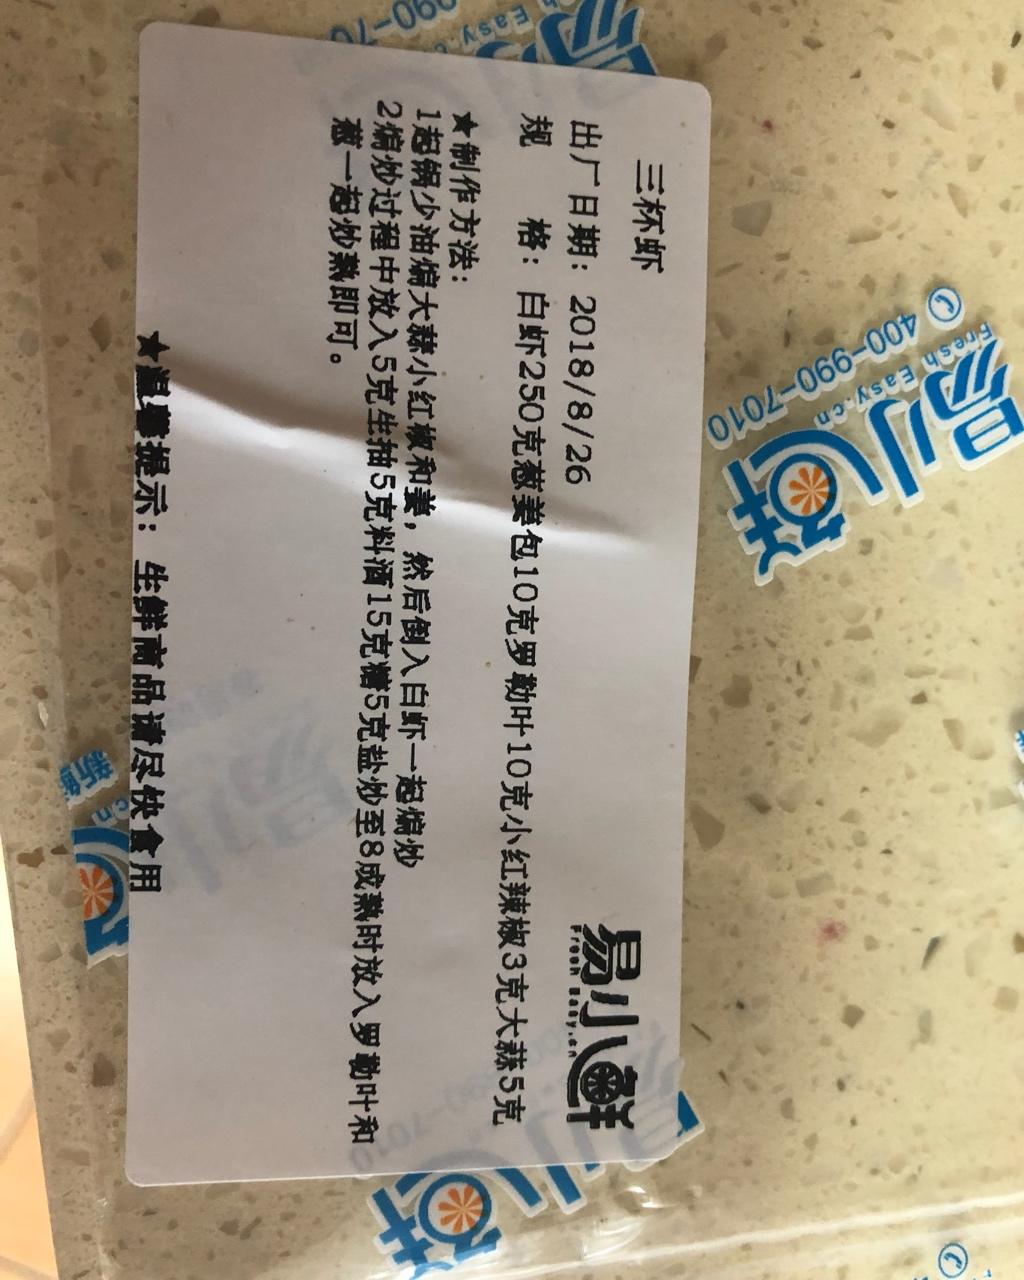 三杯虾
易小鲜
Fresh Easy.cn
出厂日期：2018/8/26
规 格：白虾250克葱姜包10克罗勒叶10克小红辣椒3克大蒜5克
★制作方法：
1起锅少油煸大蒜小红椒和姜，然后倒入白虾一起煸炒
2煸炒过程中放入5克生抽5克料酒15克糖5克盐炒至8成熟时放入罗勒叶和
葱一起炒熟即可。
★温馨提示：生鲜商品请尽快食用
易小鲜
Fresh Easy.cn
400-990-7010